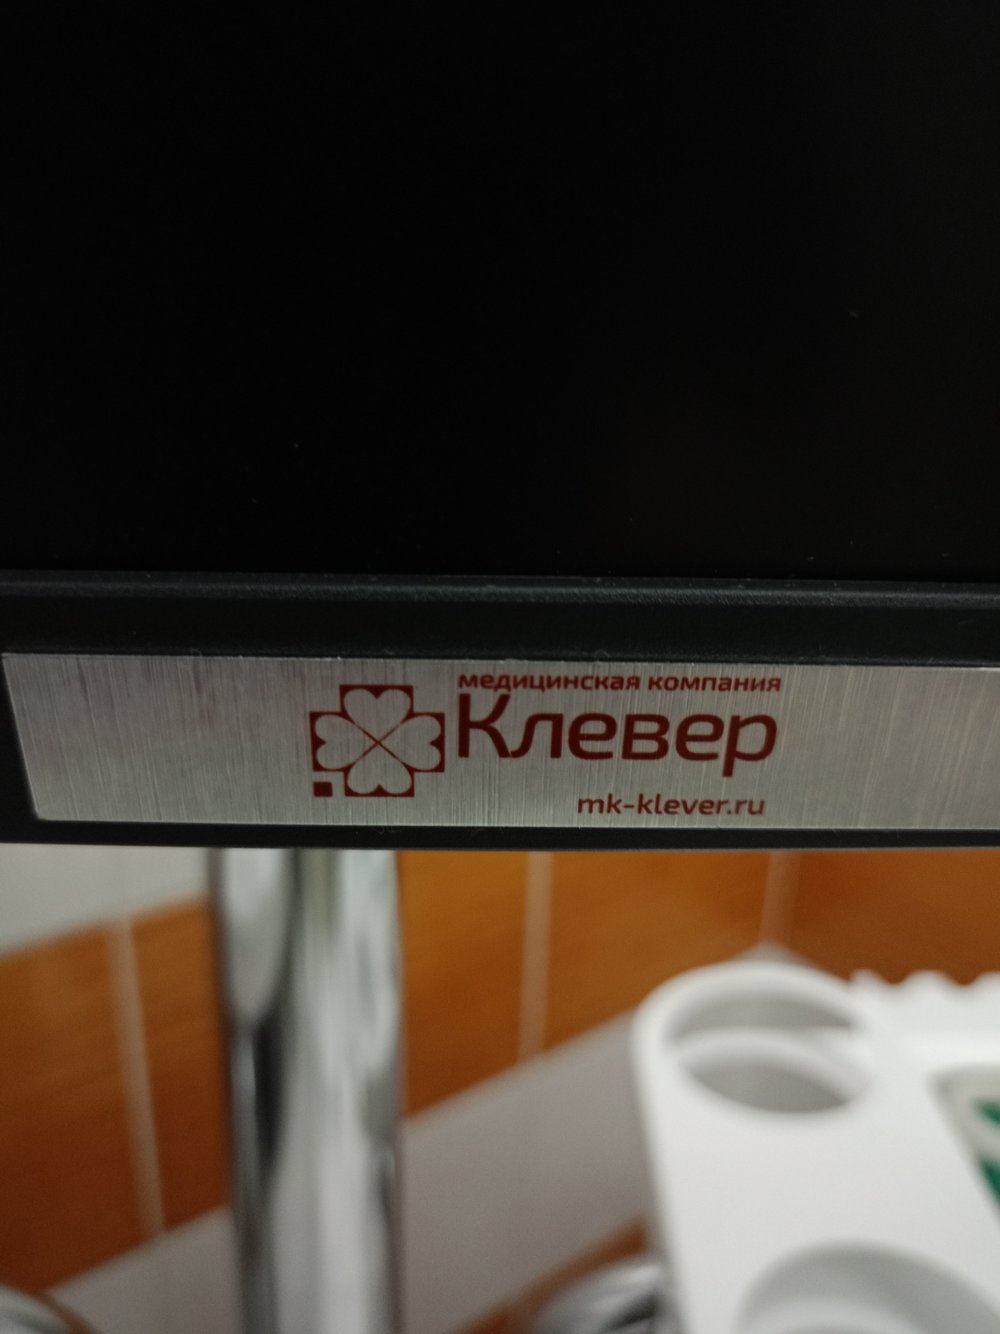 медицинская компания
Клевер
mk-klever.ru